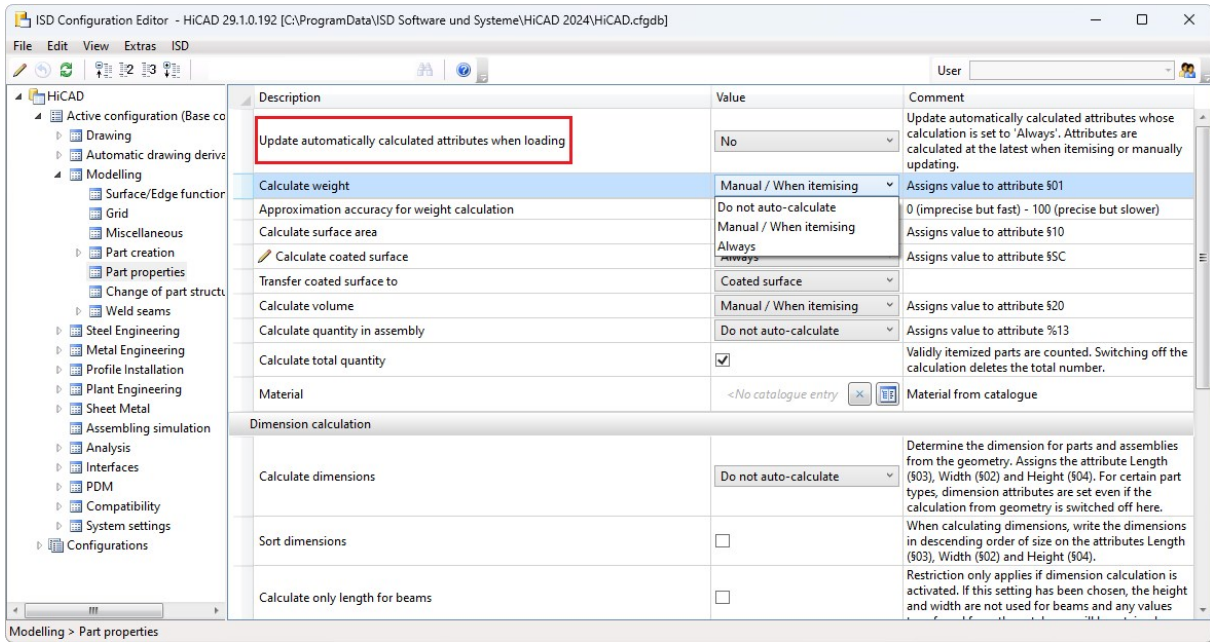 ISD Configuration Editor - HiCAD 29.1.0.192 [C:\ProgramData\ISD Software und Systeme\HiCAD 2024\HiCAD.cfgdb]
File Edit View Extras ISD
User
HiCAD
Active configuration (Base co
Drawing
Automatic drawing deriva
Modelling
Surface/Edge function
Grid
Miscellaneous
Part creation
Part properties
Change of part structu
Weld seams
Steel Engineering
Metal Engineering
Profile Installation
Plant Engineering
Sheet Metal
Assembling simulation
Analysis
Interfaces
PDM
Compatibility
System settings
Configurations
Description Value Comment
Update automatically calculated attributes when loading No
Update automatically calculated attributes whose
calculation is set to 'Always'. Attributes are
calculated at the latest when itemising or manually
updating.
Calculate weight Manual / When itemising Assigns value to attribute §01
Do not auto-calculate
Manual / When itemising
Always
Approximation accuracy for weight calculation 0 (imprecise but fast) - 100 (precise but slower)
Calculate surface area Assigns value to attribute §10
Calculate coated surface Always Assigns value to attribute §SC
Transfer coated surface to Coated surface
Calculate volume Manual / When itemising Assigns value to attribute §20
Calculate quantity in assembly Do not auto-calculate Assigns value to attribute %13
Calculate total quantity
Validly itemized parts are counted. Switching off the
calculation deletes the total number.
Material <No catalogue entry Material from catalogue
Dimension calculation
Calculate dimensions Do not auto-calculate
Determine the dimension for parts and assemblies
from the geometry. Assigns the attribute Length
(§03), Width (§02) and Height (§04). For certain part
types, dimension attributes are set even if the
calculation from geometry is switched off here.
Sort dimensions
When calculating dimensions, write the dimensions
in descending order of size on the attributes Length
(§03), Width (§02) and Height (§04).
Calculate only length for beams
Restriction only applies if dimension calculation is
activated. If this setting has been chosen, the height
and width are not used for beams and any values
Modelling > Part properties